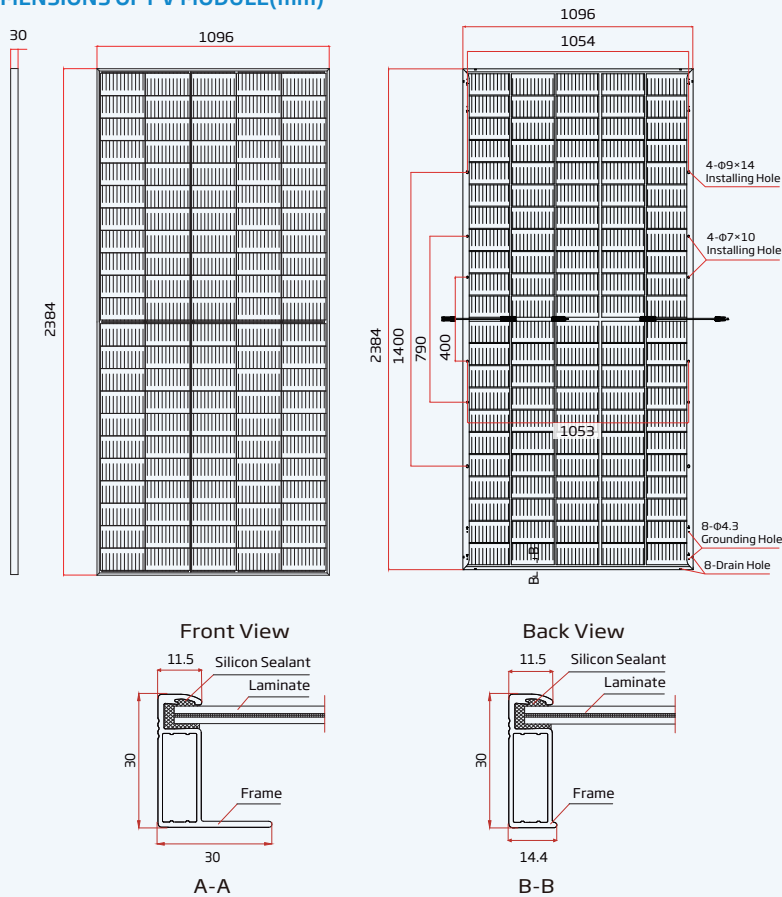 DIMENSIONS OF PV MODULE(mm)
30
1096
2384
1096
1054
2384
1400
790
400
1053
4-Φ9×14
Installing Hole
4-Φ7×10
Installing Hole
8-Φ4.3
Grounding Hole
8-Drain Hole
B
B
Front View
Back View
11.5
Silicon Sealant
Laminate
30
Frame
30
A-A
11.5
Silicon Sealant
Laminate
30
Frame
14.4
B-B